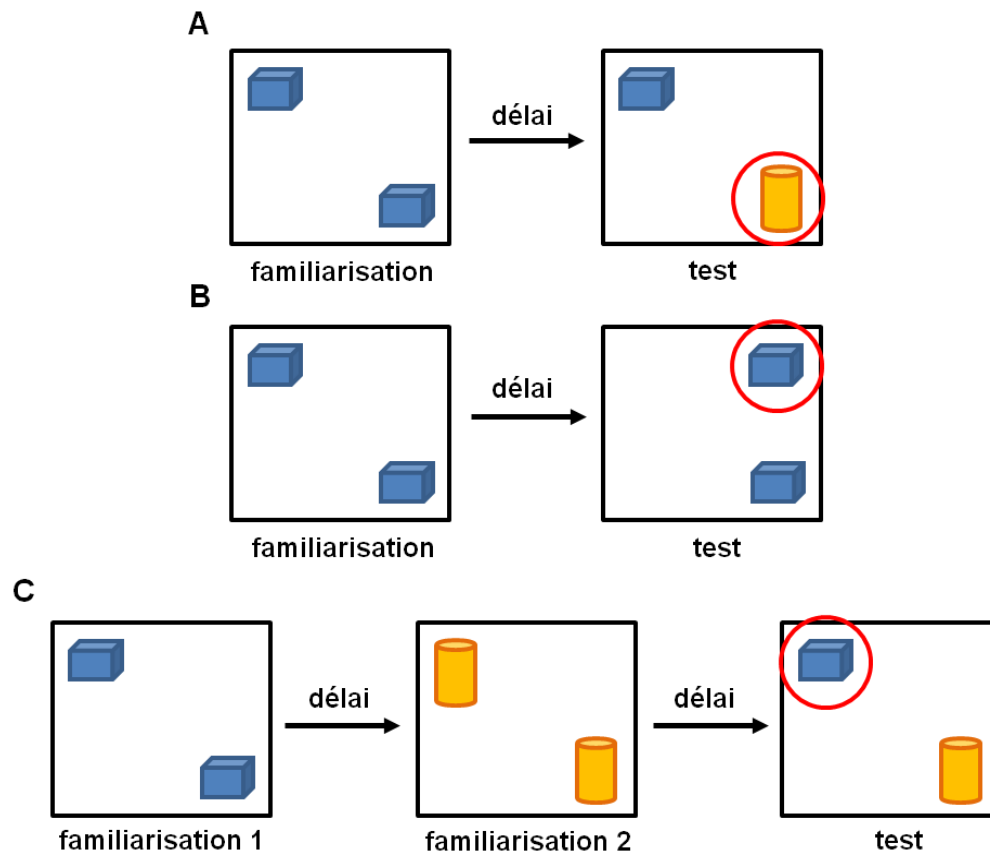 A
délai
familiarisation test
B
délai
familiarisation test
C
délai délai
familiarisation 1 familiarisation 2 test